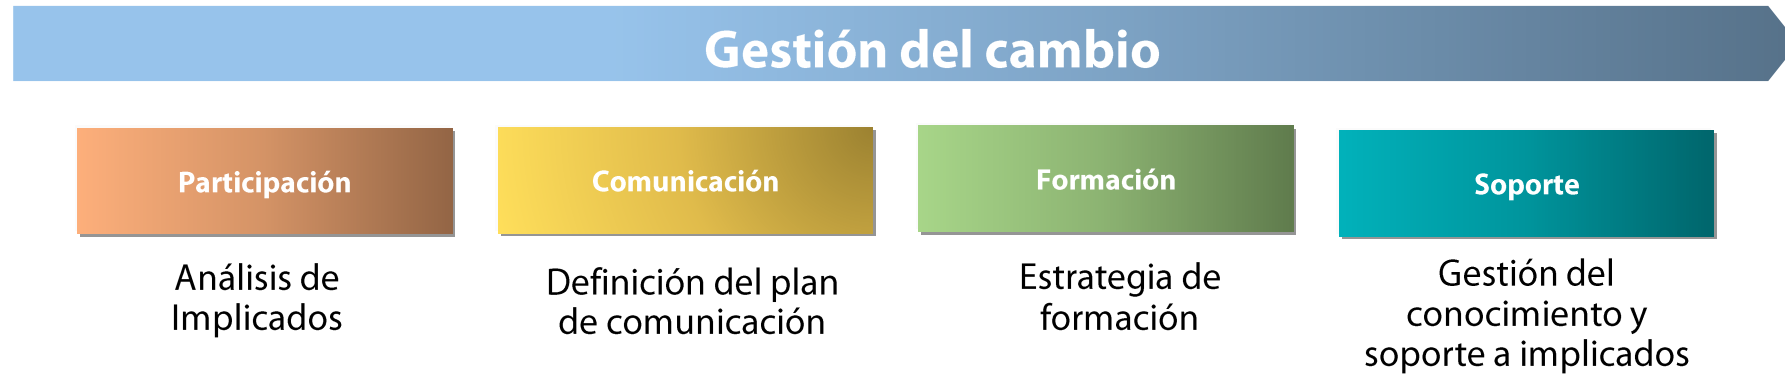 Gestión del cambio
Participación
Comunicación
Formación
Soporte
Análisis de
Implicados
Definición del plan
de comunicación
Estrategia de
formación
Gestión del
conocimiento y
soporte a implicados